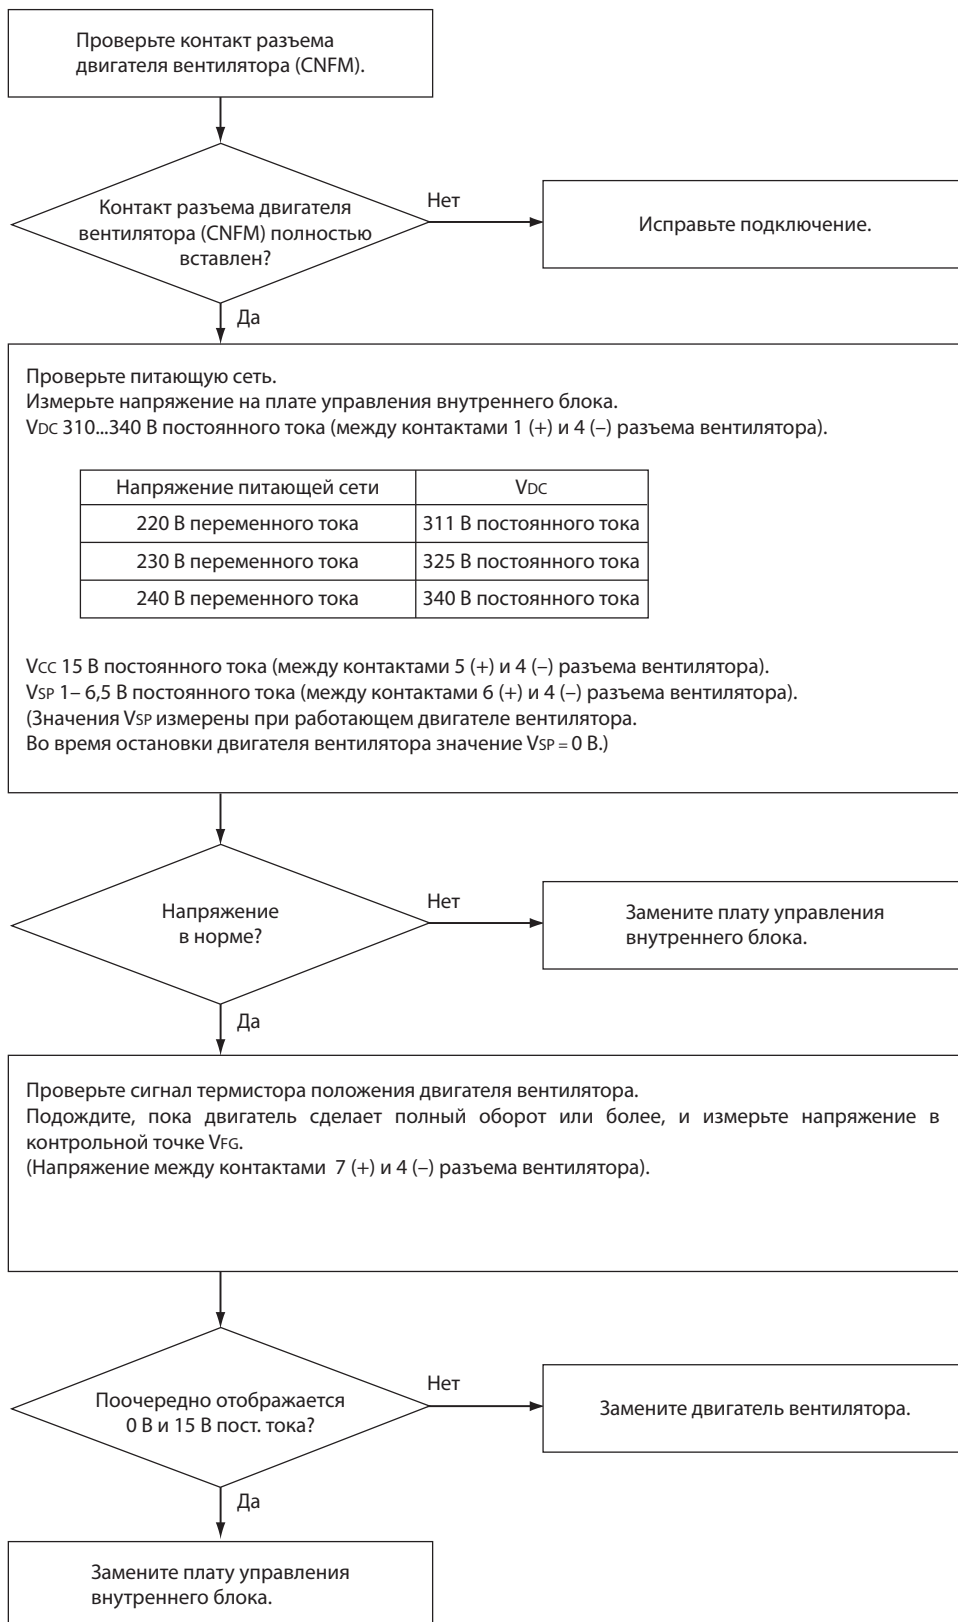 Проверьте контакт разъема
двигателя вентилятора (CNFM).
Контакт разъема двигателя
вентилятора (CNFM) полностью
вставлен?
Нет
Исправьте подключение.
Да
Проверьте питающую сеть.
Измерьте напряжение на плате управления внутреннего блока.
VDC 310...340 В постоянного тока (между контактами 1 (+) и 4 (–) разъема вентилятора).
Напряжение питающей сети VDC
220 В переменного тока 311 В постоянного тока
230 В переменного тока 325 В постоянного тока
240 В переменного тока 340 В постоянного тока
VCC 15 В постоянного тока (между контактами 5 (+) и 4 (–) разъема вентилятора).
VSP 1– 6,5 В постоянного тока (между контактами 6 (+) и 4 (–) разъема вентилятора).
(Значения VSP измерены при работающем двигателе вентилятора.
Во время остановки двигателя вентилятора значение VSP = 0 В.)
Напряжение
в норме?
Нет
Замените плату управления
внутреннего блока.
Да
Проверьте сигнал термистора положения двигателя вентилятора.
Подождите, пока двигатель сделает полный оборот или более, и измерьте напряжение в
контрольной точке VFG.
(Напряжение между контактами 7 (+) и 4 (–) разъема вентилятора).
Поочередно отображается
0 В и 15 В пост. тока?
Нет
Замените двигатель вентилятора.
Да
Замените плату управления
внутреннего блока.